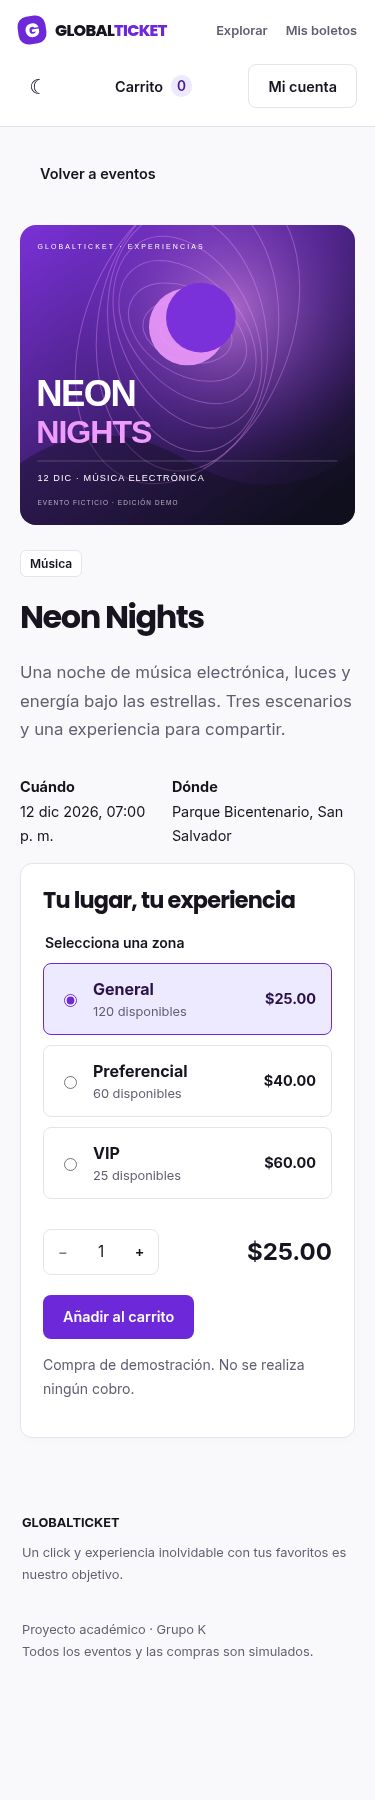 G GLOBALTICKET Explorar Mis boletos
Carrito 0 Mi cuenta
Volver a eventos
GLOBALTICKET · EXPERIENCIAS
NEON
NIGHTS
12 DIC · MÚSICA ELECTRÓNICA
EVENTO FICTICIO · EDICIÓN DEMO
Música
Neon Nights
Una noche de música electrónica, luces y
energía bajo las estrellas. Tres escenarios
y una experiencia para compartir.
Cuándo
12 dic 2026, 07:00
p. m.
Dónde
Parque Bicentenario, San
Salvador
Tu lugar, tu experiencia
Selecciona una zona
General
120 disponibles
$25.00
Preferencial
60 disponibles
$40.00
VIP
25 disponibles
$60.00
− 1 + $25.00
Añadir al carrito
Compra de demostración. No se realiza
ningún cobro.
GLOBALTICKET
Un click y experiencia inolvidable con tus favoritos es
nuestro objetivo.
Proyecto académico · Grupo K
Todos los eventos y las compras son simulados.